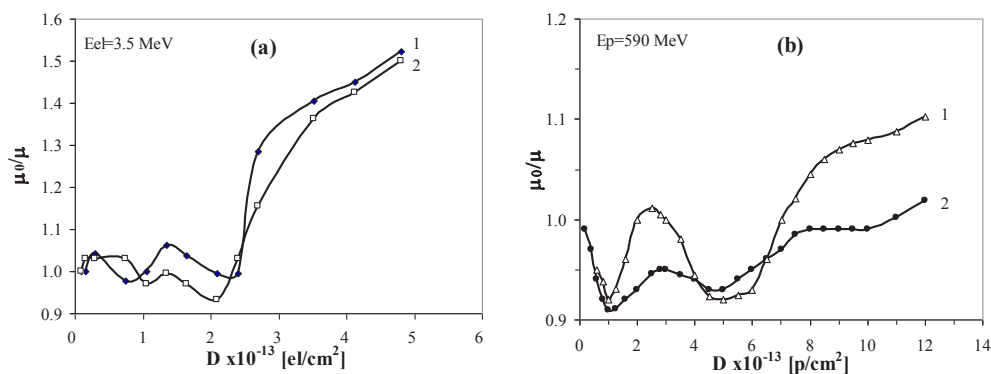 1.6
1.5
1.4
1.3
1.2
1.1
1.0
0.9
μ0/μ
Eel=3.5 MeV
(a)
1
2
0 1 2 3 4 5 6
D x10⁻¹³ [el/cm²]
1.2
1.1
1.0
0.9
μ0/μ
Ep=590 MeV
(b)
1
2
0 2 4 6 8 10 12 14
D x10⁻¹³ [p/cm²]